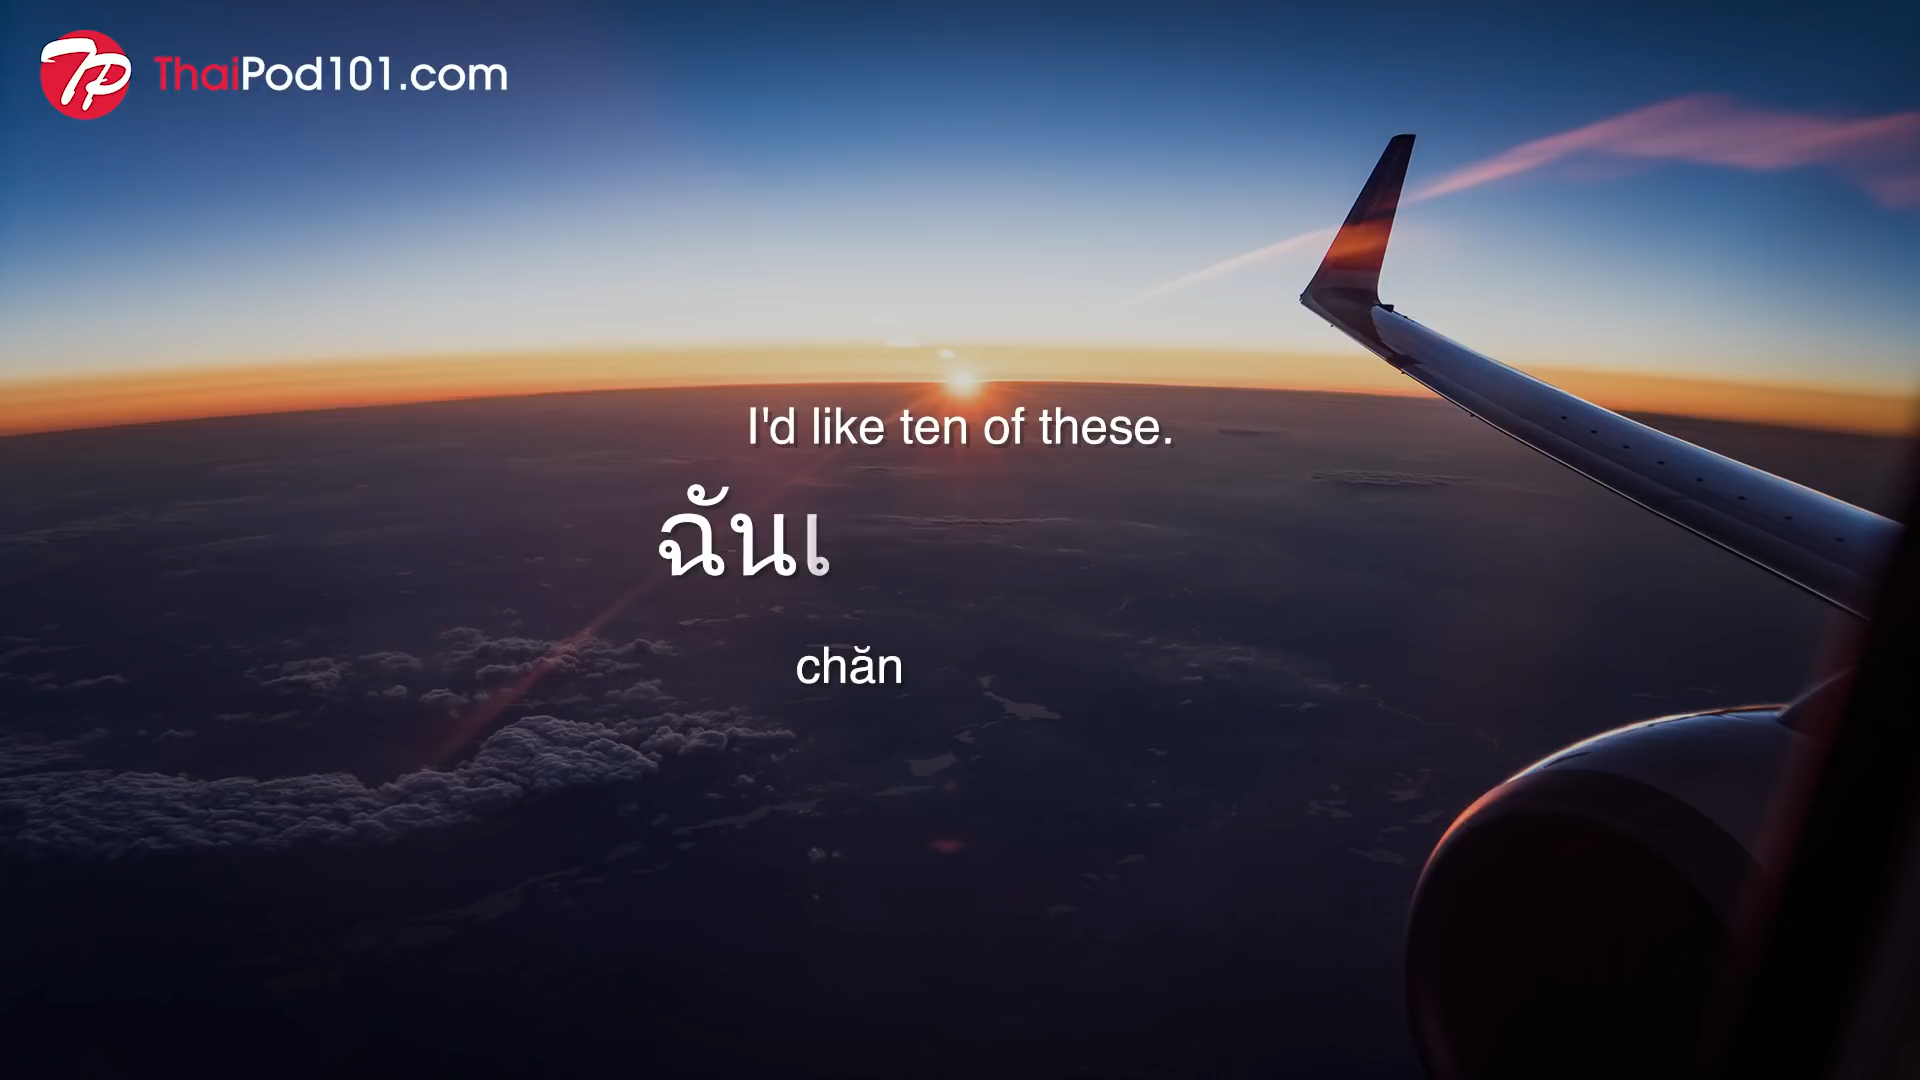 ThaiPod101.com
I'd like ten of these.
ฉันเ
chăn